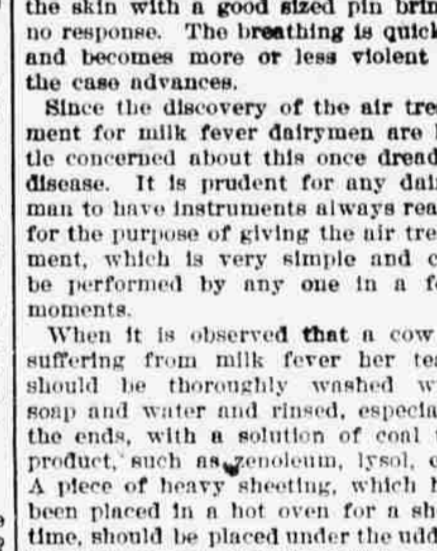 the skin with a good sized pin brin
no response. The breathing is quick
and becomes more or less violent
the case advances.
Since the discovery of the air trea
ment for milk fever dairymen are l
tle concerned about this once dread
disease. It is prudent for any dair
man to have instruments always rea
for the purpose of giving the air tre
ment, which is very simple and c
be performed by any one in a fe
moments.
When it is observed that a cow
suffering from milk fever her tea
should be thoroughly washed w
soap and water and rinsed, especia
the ends, with a solution of coal t
product, such as zenoleum, lysol, e
A piece of heavy sheeting, which h
been placed in a hot oven for a sh
time, should be placed under the udd